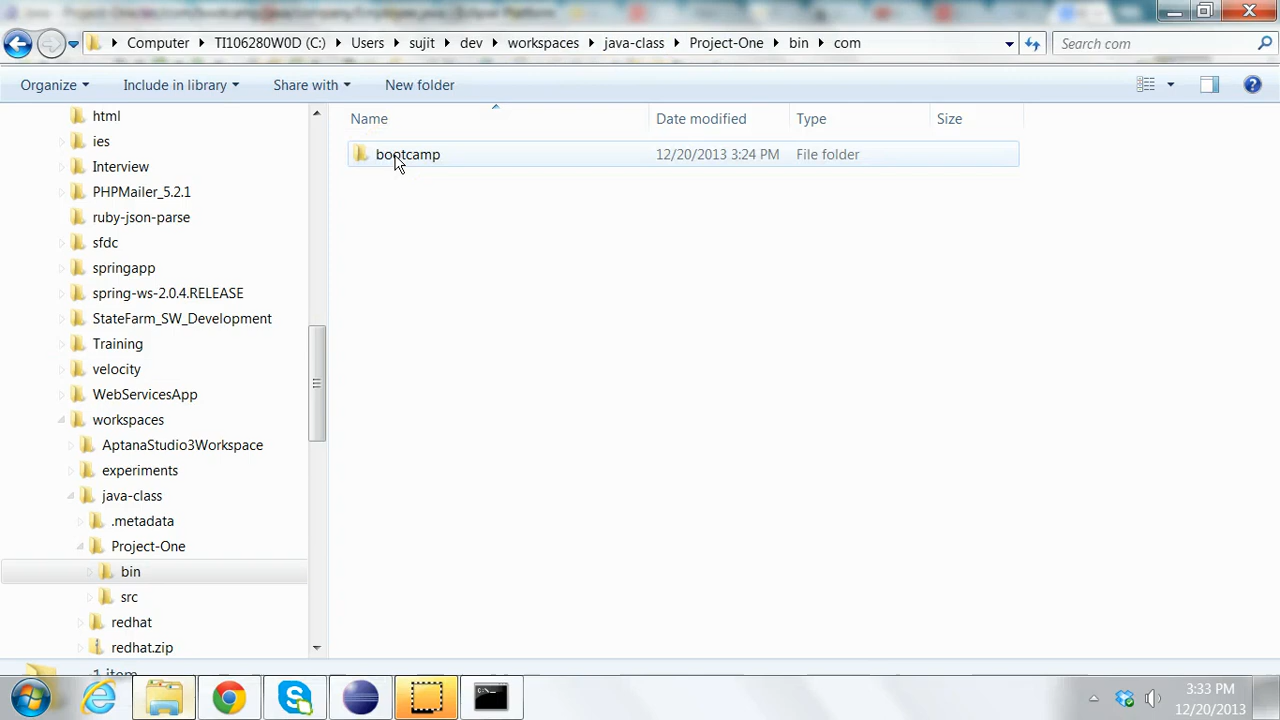 Computer TI106280W0D (C:) Users sujit dev workspaces java-class Project-One bin com
Search com
Organize Include in library Share with New folder
Name Date modified Type Size
bootcamp 12/20/2013 3:24 PM File folder
html
ies
Interview
PHPMailer_5.2.1
ruby-json-parse
sfdc
springapp
spring-ws-2.0.4.RELEASE
StateFarm_SW_Development
Training
velocity
WebServicesApp
workspaces
AptanaStudio3Workspace
experiments
java-class
.metadata
Project-One
bin
src
redhat
redhat.zip
1 item
3:33 PM
12/20/2013